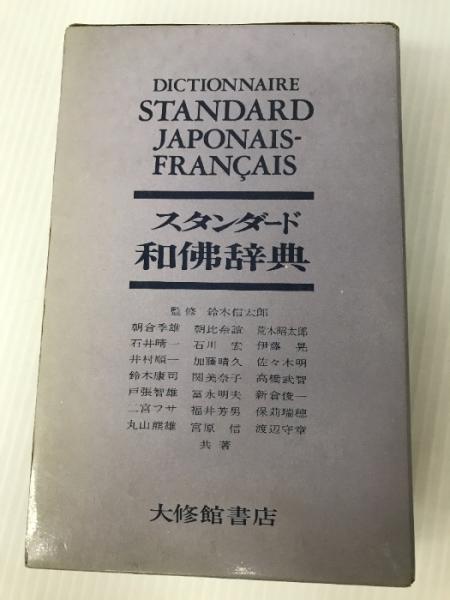 DICTIONNAIRE
STANDARD
JAPONAIS-
FRANÇAIS
スタンダード
和佛辞典
監修 鈴木信太郎
朝倉季雄 朝比奈誼 荒木昭太郎
石井晴一 石川宏 伊藤晃
井村順一 加藤晴久 佐々木明
鈴木康司 関美奈子 高橋武智
戸張智雄 冨永明夫 新倉俊一
二宮フサ 福井芳男 保苅瑞穂
丸山熊雄 宮原信 渡辺守章
共著
大修館書店